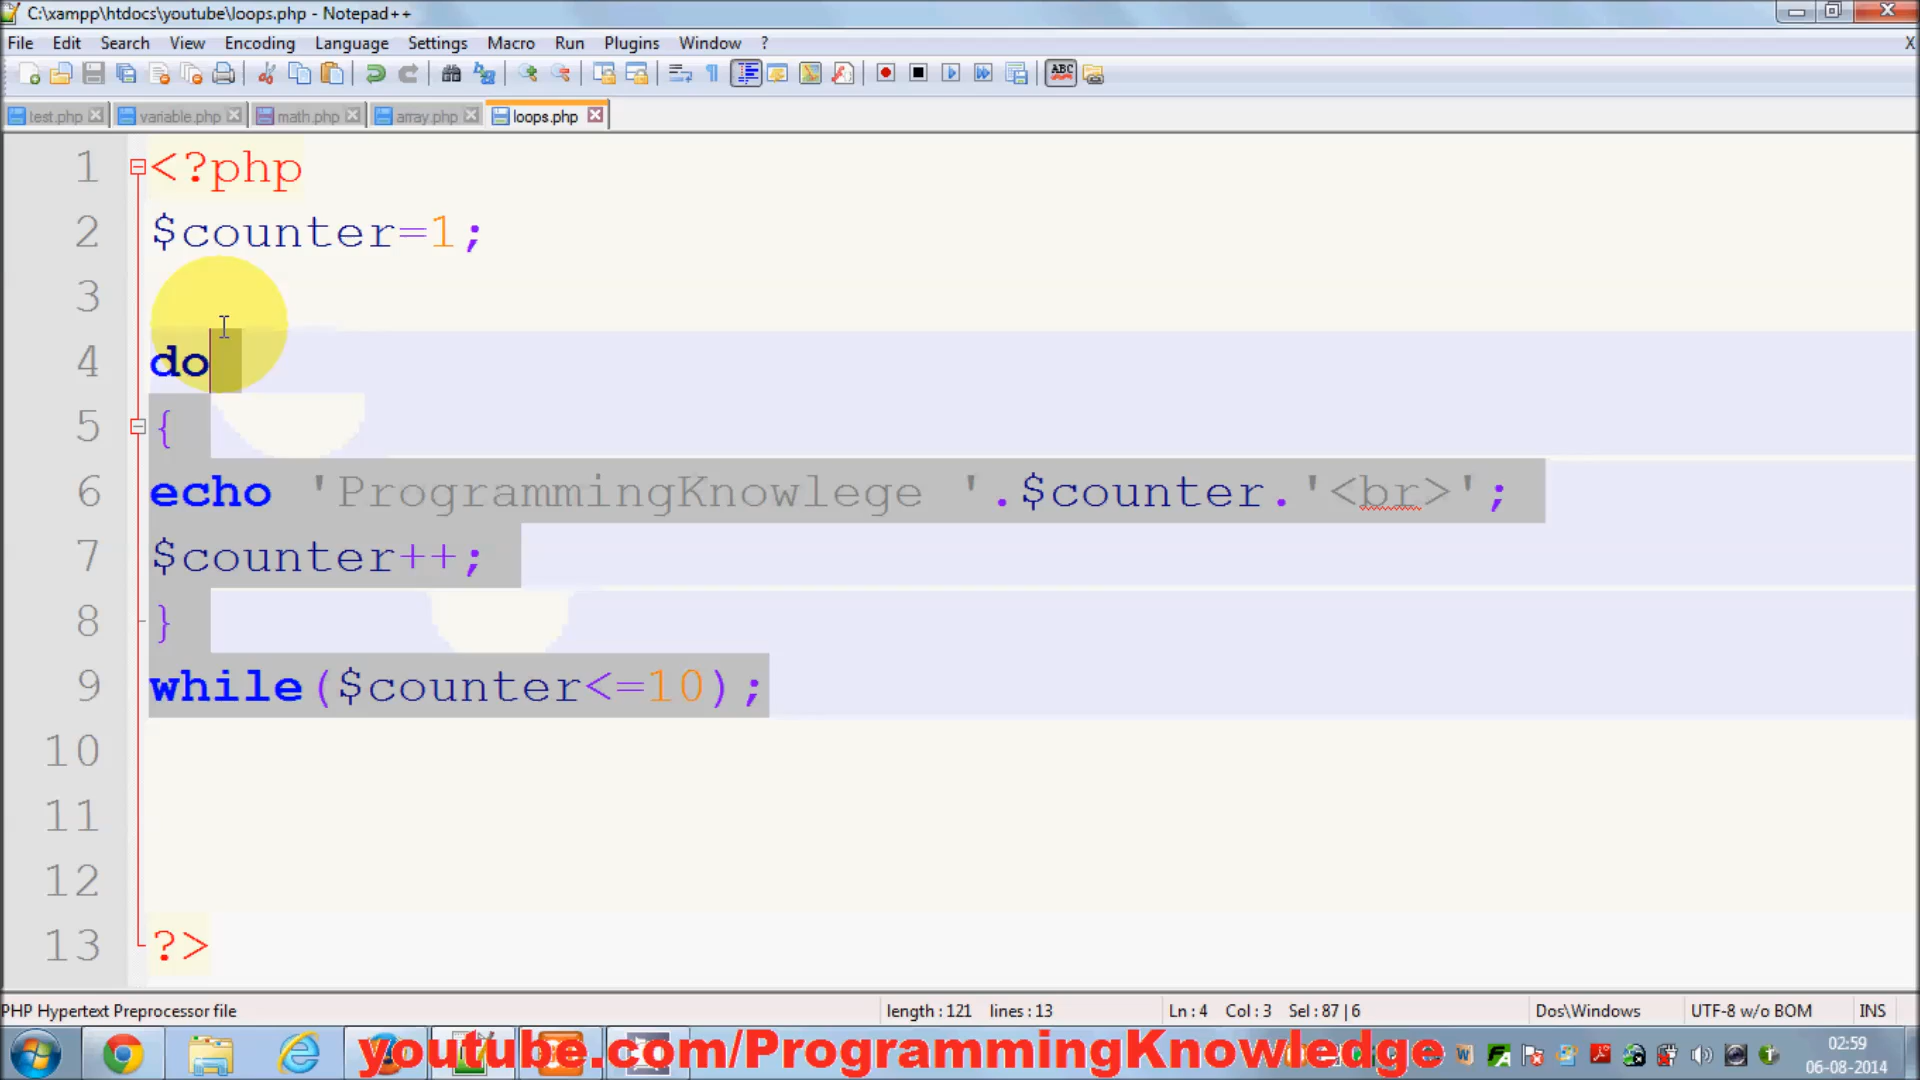 C:\xampp\htdocs\youtube\loops.php - Notepad++
File Edit Search View Encoding Language Settings Macro Run Plugins Window ? X
ABC
test.php variable.php math.php array.php loops.php
1 <?php
2 $counter=1;
3
4 do
5 {
6 echo 'ProgrammingKnowlege '.$counter.'<br>';
7 $counter++;
8 }
9 while($counter<=10);
10
11
12
13 ?>
PHP Hypertext Preprocessor file length : 121 lines : 13 Ln : 4 Col : 3 Sel : 87 | 6 Dos\Windows UTF-8 w/o BOM INS
youtube.com/ProgrammingKnowledge
02:59
06-08-2014